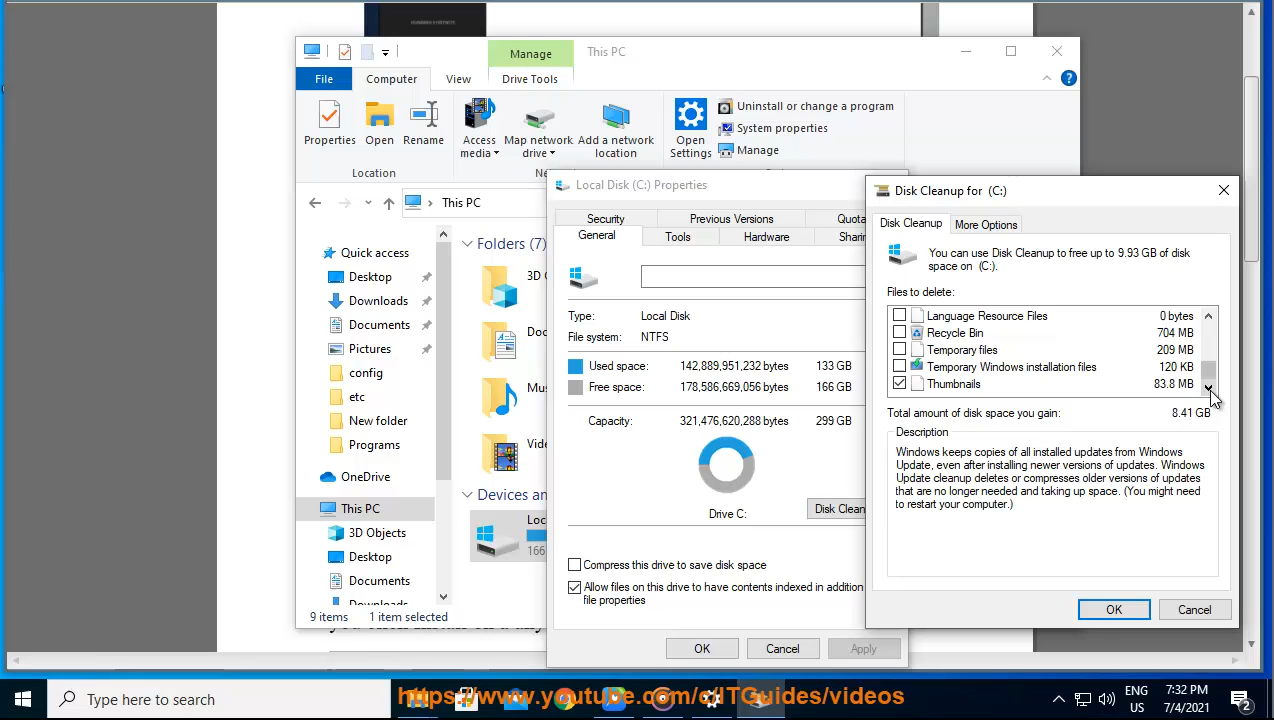 Manage
This PC
File
Computer
View
Drive Tools
Properties
Open
Rename
Access media
Map network drive
Add a network location
Open Settings
Uninstall or change a program
System properties
Manage
Location
This PC
Quick access
Desktop
Downloads
Documents
Pictures
config
etc
New folder
Programs
OneDrive
This PC
3D Objects
Desktop
Documents
Folders (7)
3D
Devices
166
9 items
1 item selected
Local Disk (C:) Properties
Security
Previous Versions
Quota
General
Tools
Hardware
Type:
Local Disk
File system:
NTFS
Used space:
142,889,951,232 bytes
133 GB
Free space:
178,586,669,056 bytes
166 GB
Capacity:
321,476,620,288 bytes
299 GB
Drive C:
Disk Clean
Compress this drive to save disk space
Allow files on this drive to have contents indexed in addition
file properties
OK
Cancel
Apply
Disk Cleanup for (C:)
Disk Cleanup
More Options
You can use Disk Cleanup to free up to 9.93 GB of disk
space on (C:).
Files to delete:
Language Resource Files
0 bytes
Recycle Bin
704 MB
Temporary files
209 MB
Temporary Windows installation files
120 KB
Thumbnails
83.8 MB
Total amount of disk space you gain:
8.41 GB
Description
Windows keeps copies of all installed updates from Windows
Update, even after installing newer versions of updates. Windows
Update cleanup deletes or compresses older versions of updates
that are no longer needed and taking up space. (You might need
to restart your computer.)
OK
Cancel
Type here to search
https://www.youtube.com/c/ITGuides/videos
ENG
US
7:32 PM
7/4/2021
2